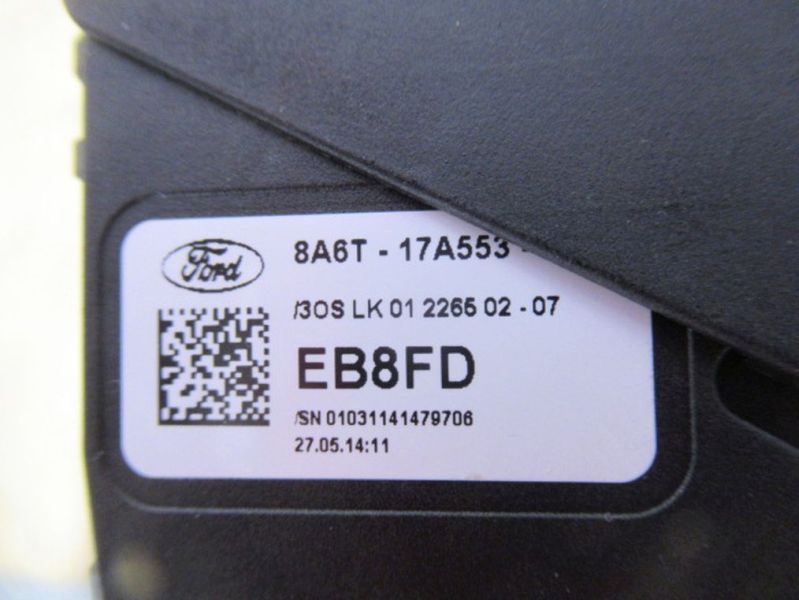 Ford
8A6T - 17A553 -
/3OS LK 01 2265 02 - 07
EB8FD
/SN 01031141479706
27.05.14:11